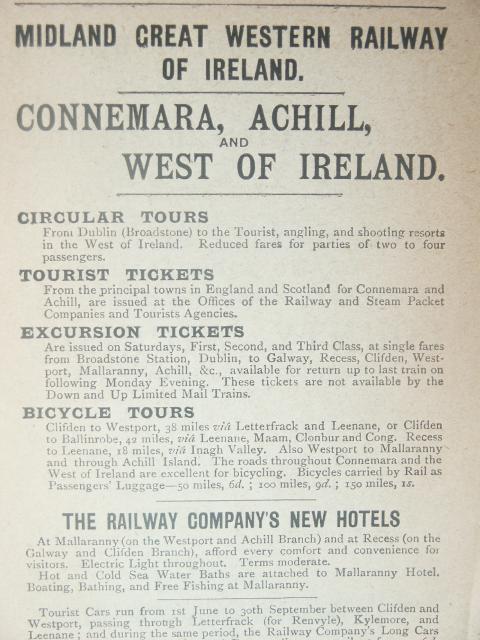 MIDLAND GREAT WESTERN RAILWAY
OF IRELAND.
CONNEMARA, ACHILL,
AND
WEST OF IRELAND.
CIRCULAR TOURS
From Dublin (Broadstone) to the Tourist, angling, and shooting resorts
in the West of Ireland. Reduced fares for parties of two to four
passengers.
TOURIST TICKETS
From the principal towns in England and Scotland for Connemara and
Achill, are issued at the Offices of the Railway and Steam Packet
Companies and Tourists Agencies.
EXCURSION TICKETS
Are issued on Saturdays, First, Second, and Third Class, at single fares
from Broadstone Station, Dublin, to Galway, Recess, Clifden, West-
port, Mallaranny, Achill, &c., available for return up to last train on
following Monday Evening. These tickets are not available by the
Down and Up Limited Mail Trains.
BICYCLE TOURS
Clifden to Westport, 38 miles viâ Letterfrack and Leenane, or Clifden
to Ballinrobe, 42 miles, viâ Leenane, Maam, Clonbur and Cong. Recess
to Leenane, 18 miles, viâ Inagh Valley. Also Westport to Mallaranny
and through Achill Island. The roads throughout Connemara and the
West of Ireland are excellent for bicycling. Bicycles carried by Rail as
Passengers' Luggage—50 miles, 6d. ; 100 miles, 9d. ; 150 miles, 1s.
THE RAILWAY COMPANY'S NEW HOTELS
At Mallaranny (on the Westport and Achill Branch) and at Recess (on the
Galway and Clifden Branch), afford every comfort and convenience for
visitors. Electric Light throughout. Terms moderate.
Hot and Cold Sea Water Baths are attached to Mallaranny Hotel.
Boating, Bathing, and Free Fishing at Mallaranny.
Tourist Cars run from 1st June to 30th September between Clifden and
Westport, passing through Letterfrack (for Renvyle), Kylemore, and
Leenane ; and during the same period, the Railway Company's Long Cars